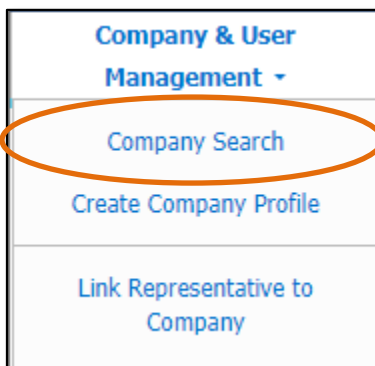 Company & User
Management
Company Search
Create Company Profile
Link Representative to
Company